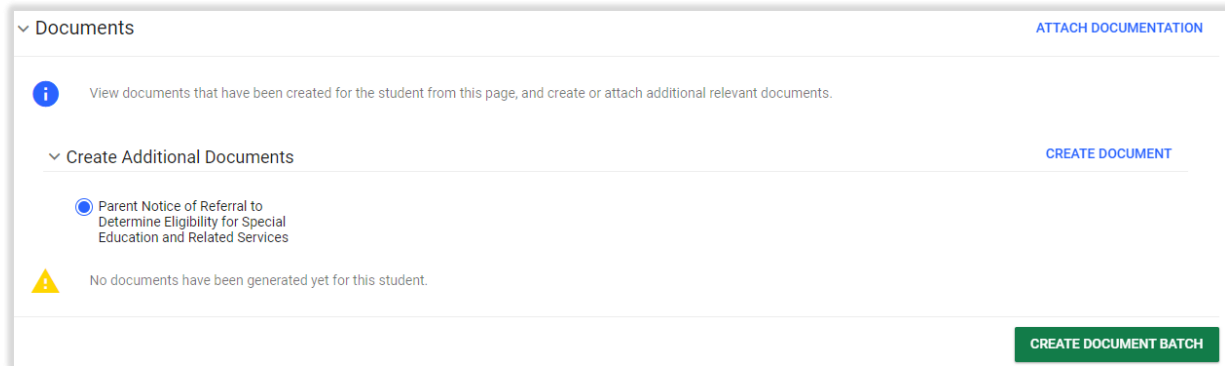 Documents
ATTACH DOCUMENTATION
View documents that have been created for the student from this page, and create or attach additional relevant documents.
Create Additional Documents
CREATE DOCUMENT
Parent Notice of Referral to
Determine Eligibility for Special
Education and Related Services
No documents have been generated yet for this student.
CREATE DOCUMENT BATCH